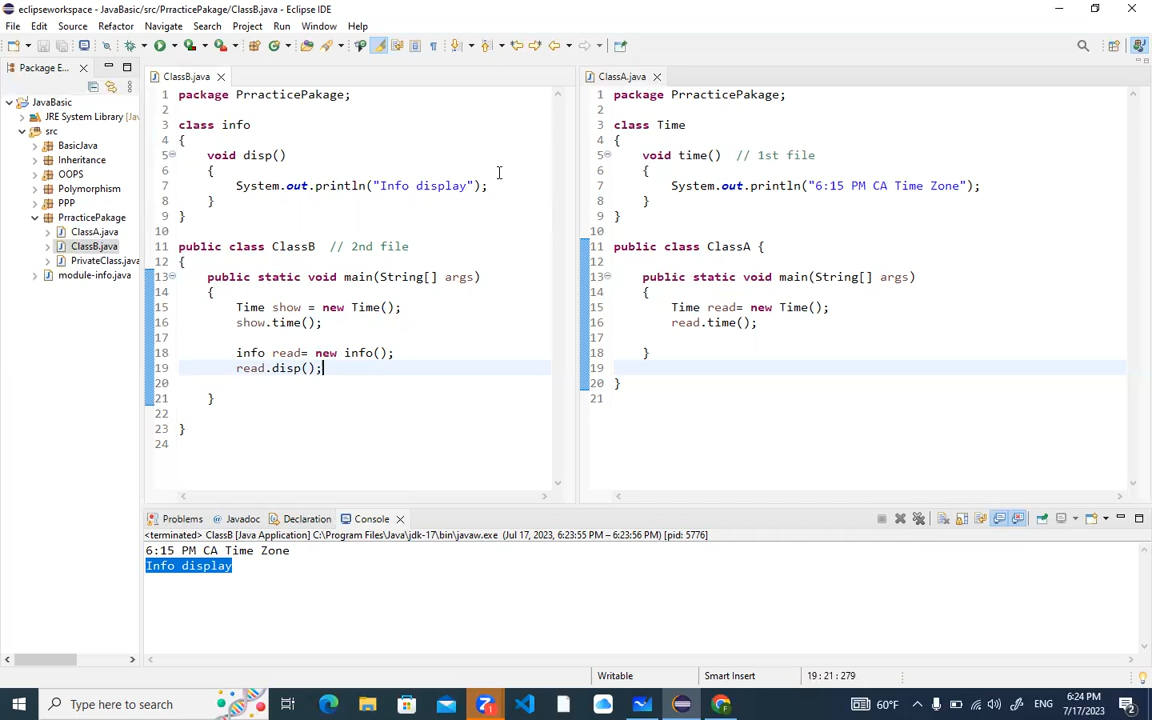 eclipseworkspace - JavaBasic/src/PrracticePakage/ClassB.java - Eclipse IDE
File Edit Source Refactor Navigate Search Project Run Window Help
Package E...
JavaBasic
JRE System Library [Jav
src
BasicJava
Inheritance
OOPS
Polymorphism
PPP
PrracticePakage
ClassA.java
ClassB.java
PrivateClass.java
module-info.java
ClassB.java
1 package PrracticePakage;
2
3 class info
4 {
5 void disp()
6 {
7 System.out.println("Info display");
8 }
9 }
10
11 public class ClassB // 2nd file
12 {
13 public static void main(String[] args)
14 {
15 Time show = new Time();
16 show.time();
17
18 info read= new info();
19 read.disp();
20
21 }
22
23 }
24
ClassA.java
1 package PrracticePakage;
2
3 class Time
4 {
5 void time() // 1st file
6 {
7 System.out.println("6:15 PM CA Time Zone");
8 }
9 }
10
11 public class ClassA {
12
13 public static void main(String[] args)
14 {
15 Time read= new Time();
16 read.time();
17
18 }
19
20 }
21
Problems Javadoc Declaration Console
<terminated> ClassB [Java Application] C:\Program Files\Java\jdk-17\bin\javaw.exe (Jul 17, 2023, 6:23:55 PM – 6:23:56 PM) [pid: 5776]
6:15 PM CA Time Zone
Info display
Writable Smart Insert 19 : 21 : 279
Type here to search
60°F ENG
6:24 PM
7/17/2023
2